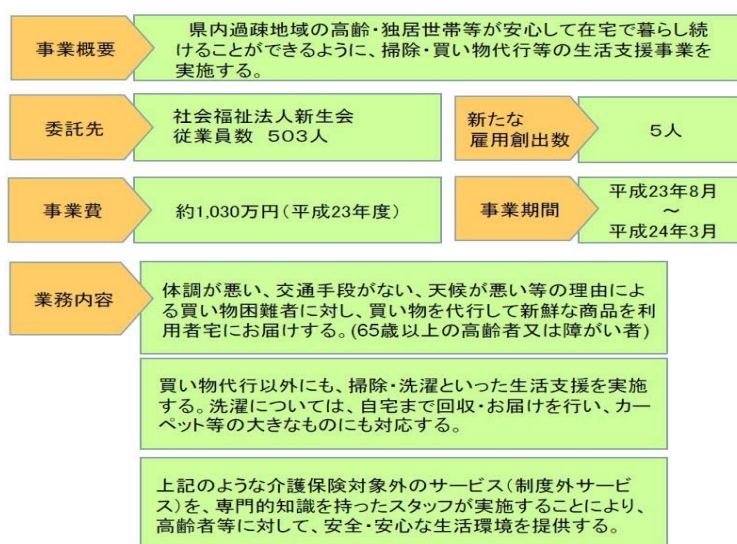 事業概要
県内過疎地域の高齢・独居世帯等が安心して在宅で暮らし続
けることができるように、掃除・買い物代行等の生活支援事業を
実施する。
委託先
社会福祉法人新生会
従業員数 503人
新たな
雇用創出数
5人
事業費
約1,030万円(平成23年度)
事業期間
平成23年8月
~
平成24年3月
業務内容
体調が悪い、交通手段がない、天候が悪い等の理由によ
る買い物困難者に対し、買い物を代行して新鮮な商品を利
用者宅にお届けする。(65歳以上の高齢者又は障がい者)
買い物代行以外にも、掃除・洗濯といった生活支援を実施
する。洗濯については、自宅まで回収・お届けを行い、カー
ペット等の大きなものにも対応する。
上記のような介護保険対象外のサービス(制度外サービ
ス)を、専門的知識を持ったスタッフが実施することにより、
高齢者等に対して、安全・安心な生活環境を提供する。